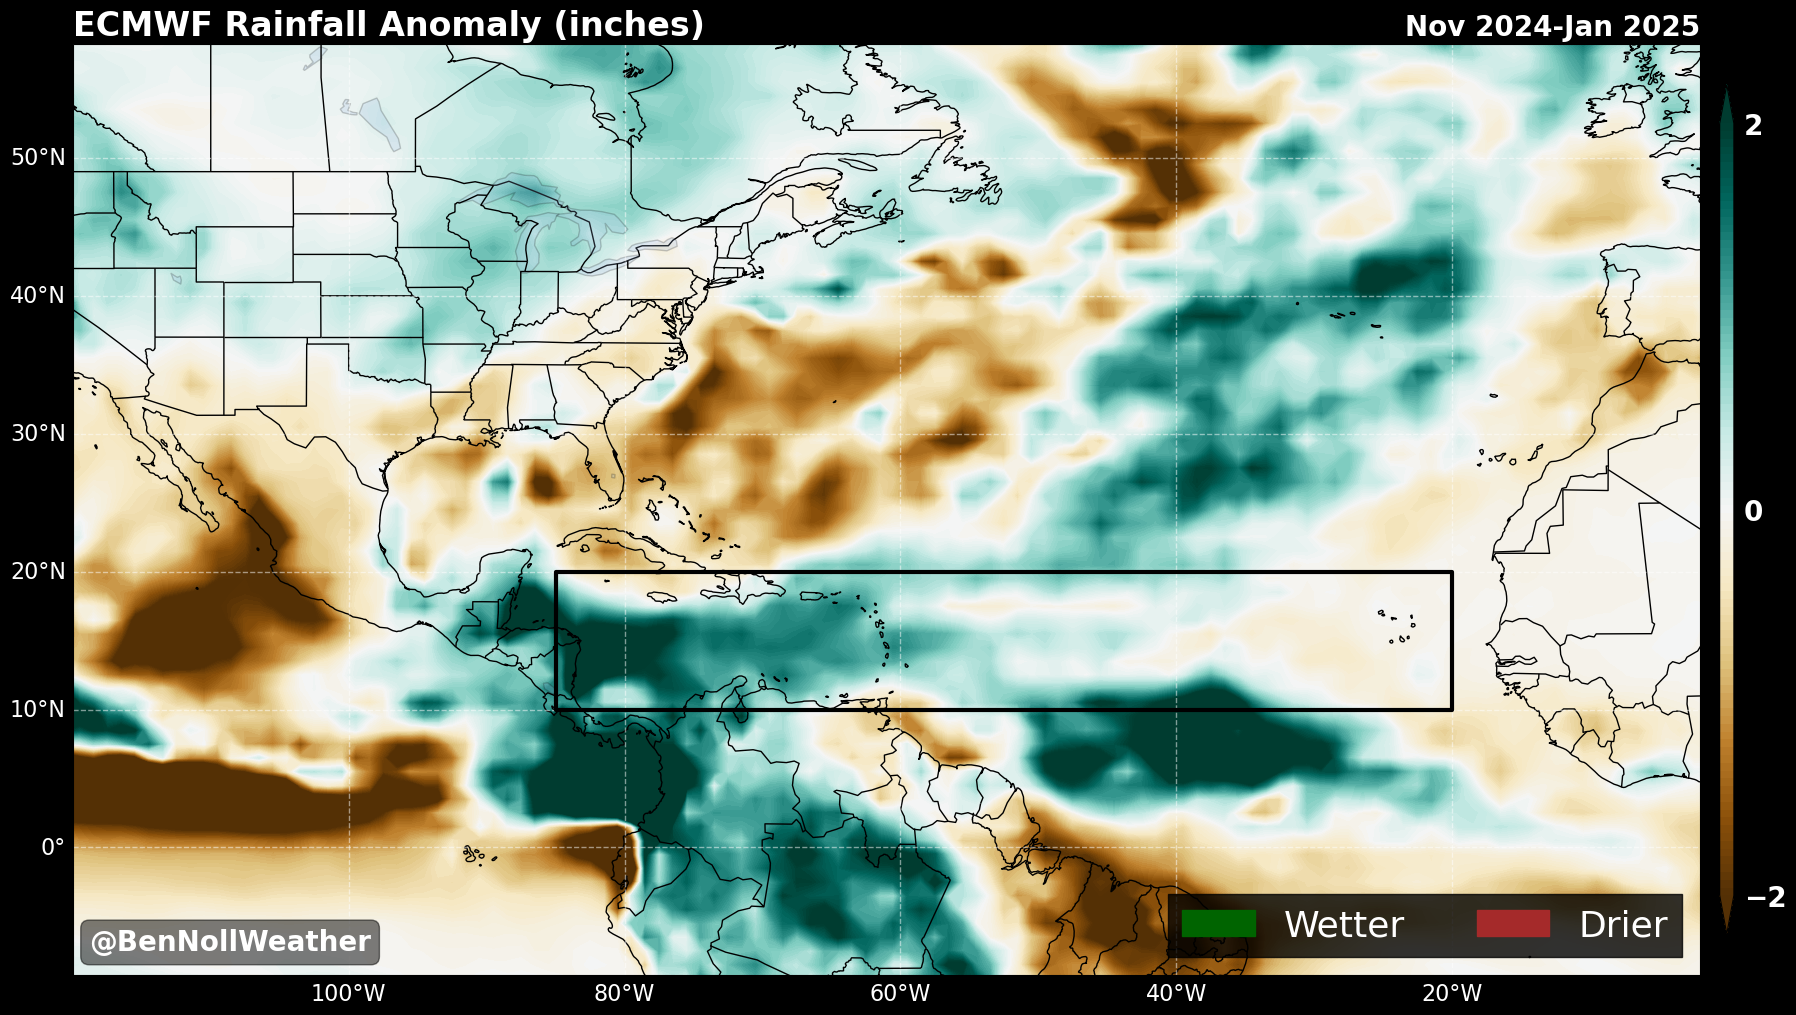 ECMWF Rainfall Anomaly (inches)
Nov 2024-Jan 2025
50°N
40°N
30°N
20°N
10°N
0°
2
0
−2
@BenNollWeather
Wetter
Drier
100°W
80°W
60°W
40°W
20°W